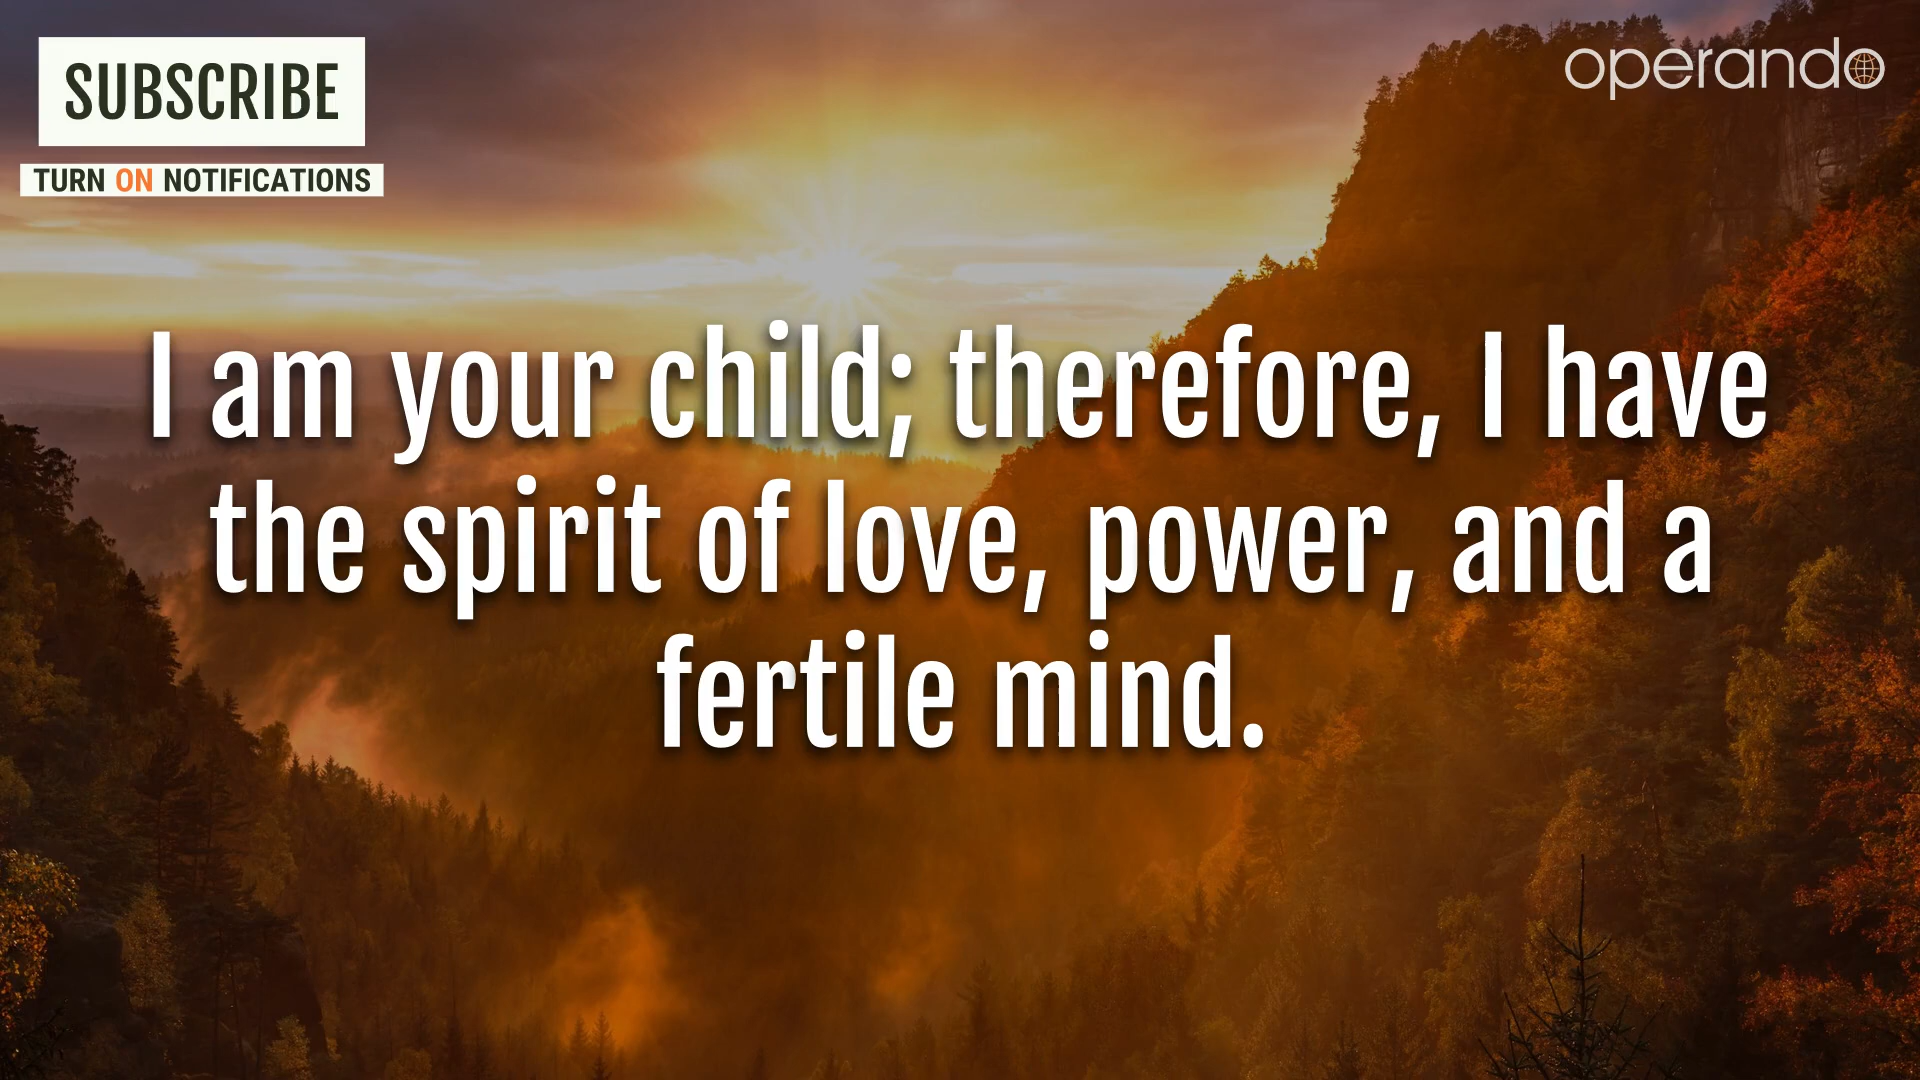 SUBSCRIBE
TURN ON NOTIFICATIONS
operando
I am your child; therefore, I have
the spirit of love, power, and a
fertile mind.